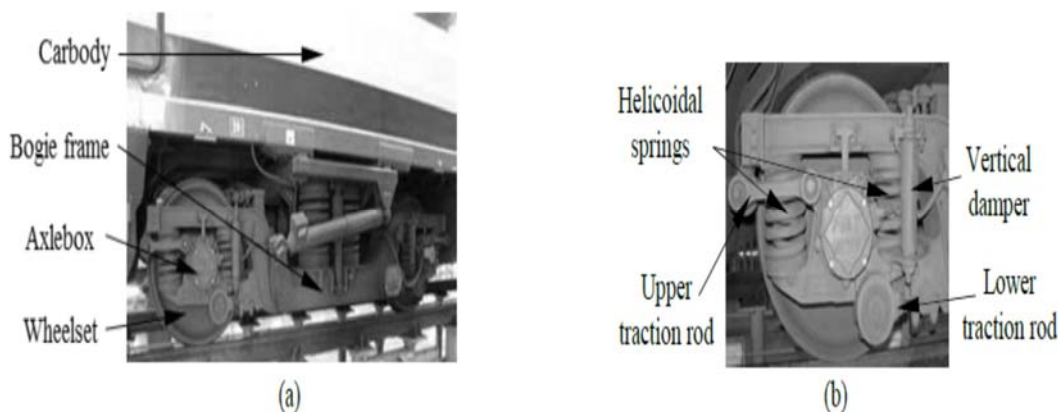 Carbody
Bogie frame
Axlebox
Wheelset
(a)
Helicoidal
springs
Vertical
damper
Upper
traction rod
Lower
traction rod
(b)